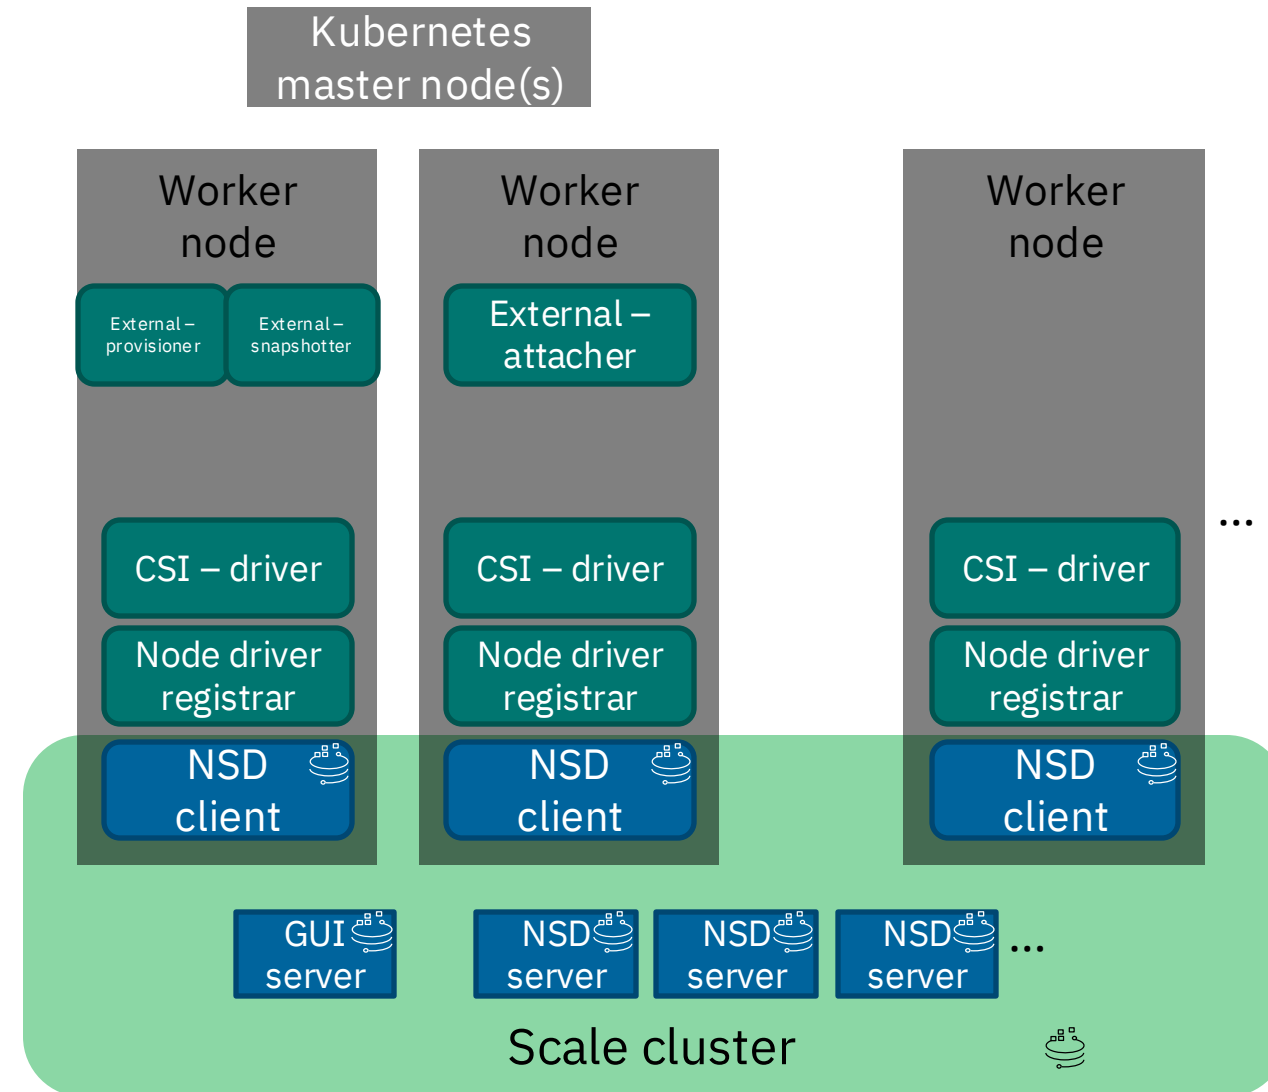 Kubernetes
master node(s)
Worker
node
Worker
node
Worker
node
External –
provisioner
External –
snapshotter
External –
attacher
CSI – driver
CSI – driver
CSI – driver
...
Node driver
registrar
Node driver
registrar
Node driver
registrar
NSD
client
NSD
client
NSD
client
GUI
server
NSD
server
NSD
server
NSD
server
...
Scale cluster